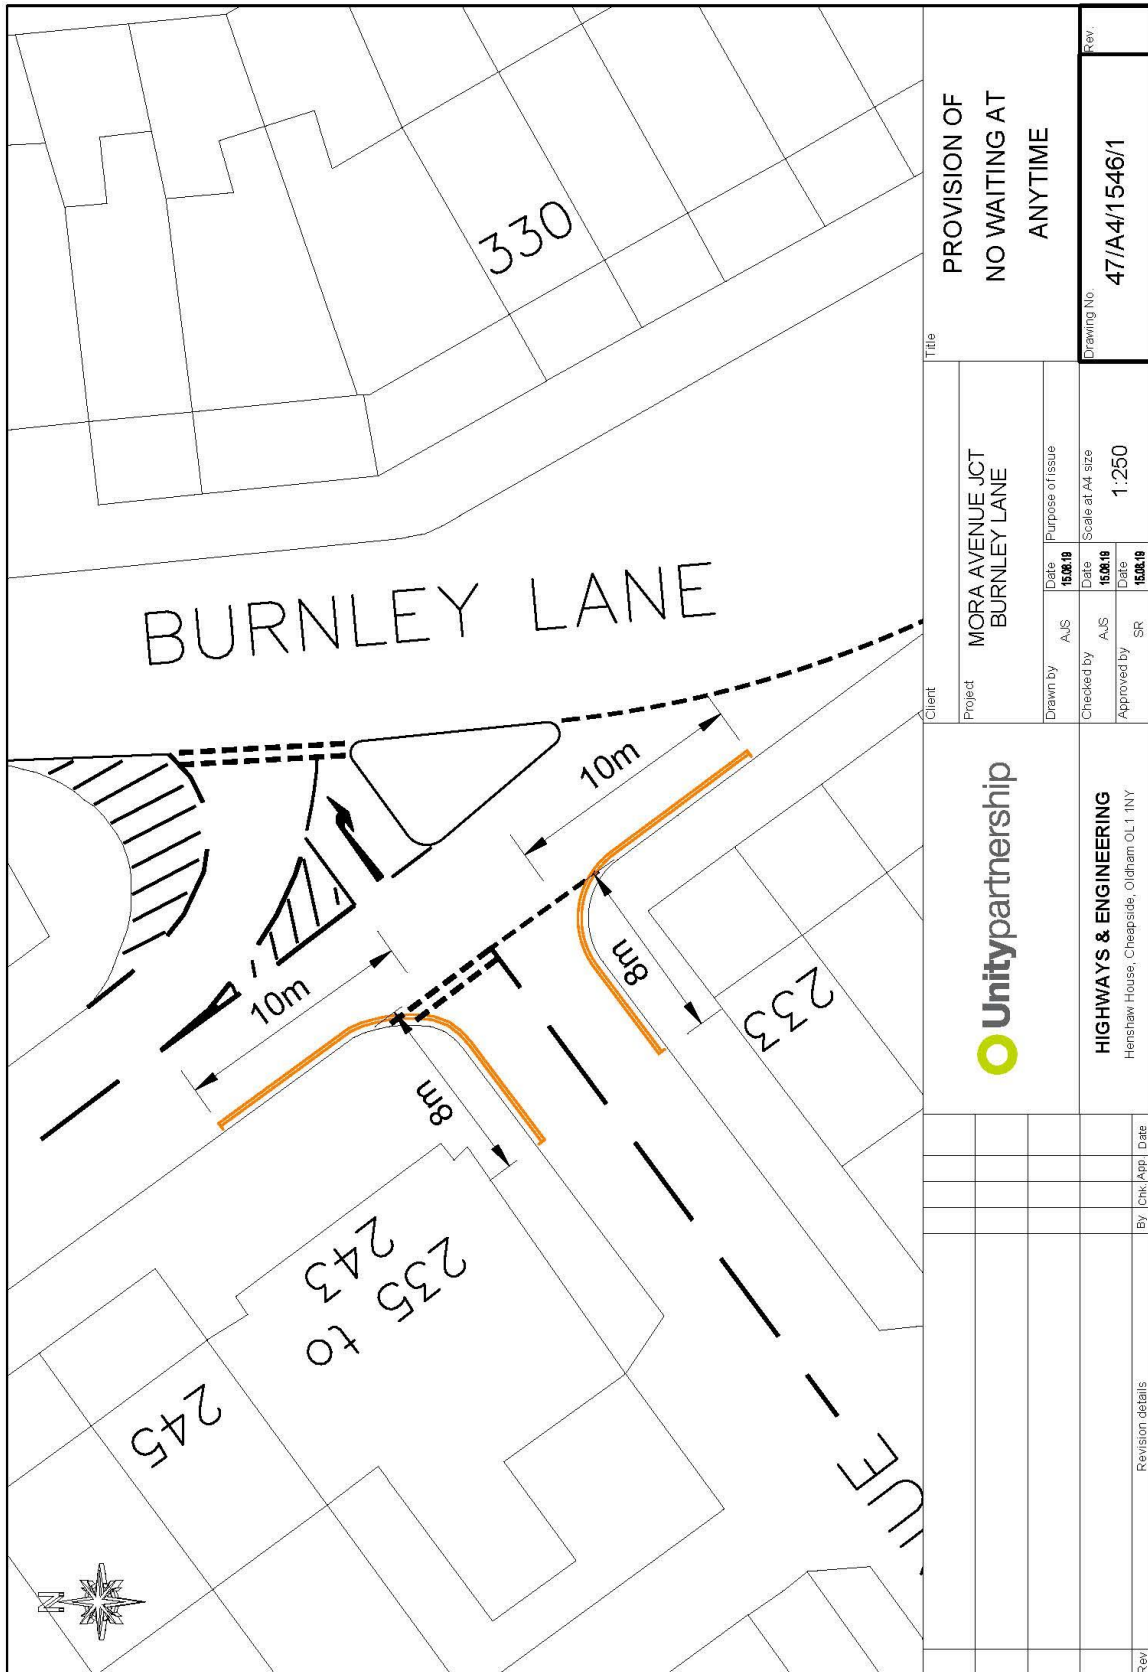 N
245
235 to
243
233
330
BURNLEY LANE
10m
8m
10m
8m
Rev
Revision details
By
Chk.
App.
Date
Unitypartnership
HIGHWAYS & ENGINEERING
Henshaw House, Cheapside, Oldham OL1 1NY
Client
Project
MORA AVENUE JCT
BURNLEY LANE
Drawn by
AJS
Date
15.08.19
Purpose of issue
Checked by
AJS
Date
15.08.19
Scale at A4 size
1:250
Approved by
SR
Date
15.08.19
Title
PROVISION OF
NO WAITING AT
ANYTIME
Drawing No.
47/A4/1546/1
Rev.